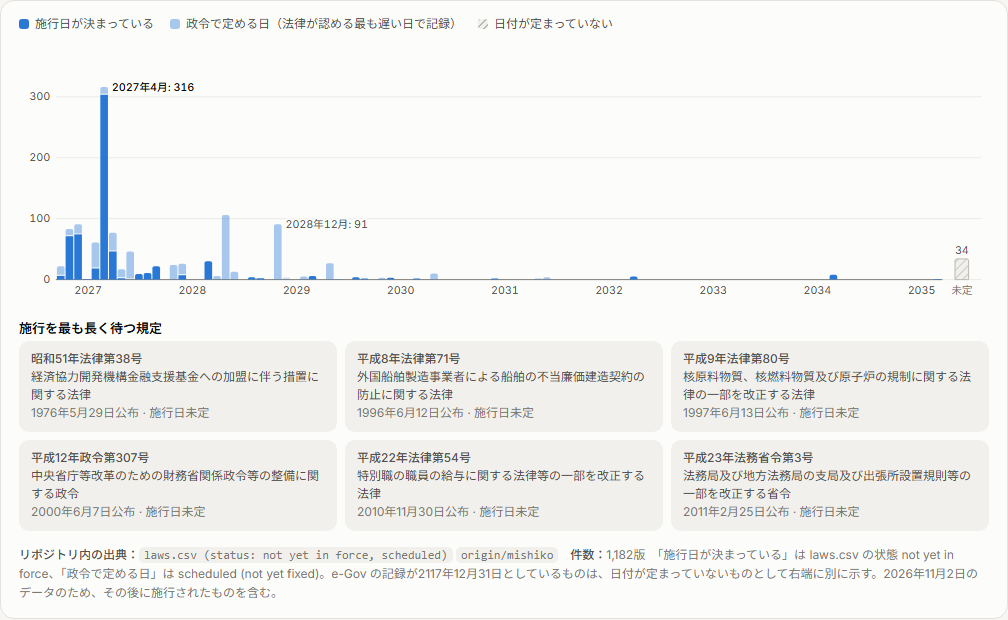 施行日が決まっている 政令で定める日（法律が認める最も遅い日で記録） 日付が定まっていない
300
200
100
0
2027年4月: 316
2028年12月: 91
34
2027 2028 2029 2030 2031 2032 2033 2034 2035 未定
施行を最も長く待つ規定
昭和51年法律第38号
経済協力開発機構金融支援基金への加盟に伴う措置に
関する法律
1976年5月29日公布 · 施行日未定
平成8年法律第71号
外国船舶製造事業者による船舶の不当廉価建造契約の
防止に関する法律
1996年6月12日公布 · 施行日未定
平成9年法律第80号
核原料物質、核燃料物質及び原子炉の規制に関する法
律の一部を改正する法律
1997年6月13日公布 · 施行日未定
平成12年政令第307号
中央省庁等改革のための財務省関係政令等の整備に関
する政令
2000年6月7日公布 · 施行日未定
平成22年法律第54号
特別職の職員の給与に関する法律等の一部を改正する
法律
2010年11月30日公布 · 施行日未定
平成23年法務省令第3号
法務局及び地方法務局の支局及び出張所設置規則等の
一部を改正する省令
2011年2月25日公布 · 施行日未定
リポジトリ内の出典： laws.csv (status: not yet in force, scheduled) origin/mishiko 件数：1,182版 「施行日が決まっている」は laws.csv の状態 not yet in
force、「政令で定める日」は scheduled (not yet fixed)。e-Gov の記録が2117年12月31日としているものは、日付が定まっていないものとして右端に別に示す。2026年11月2日の
データのため、その後に施行されたものを含む。